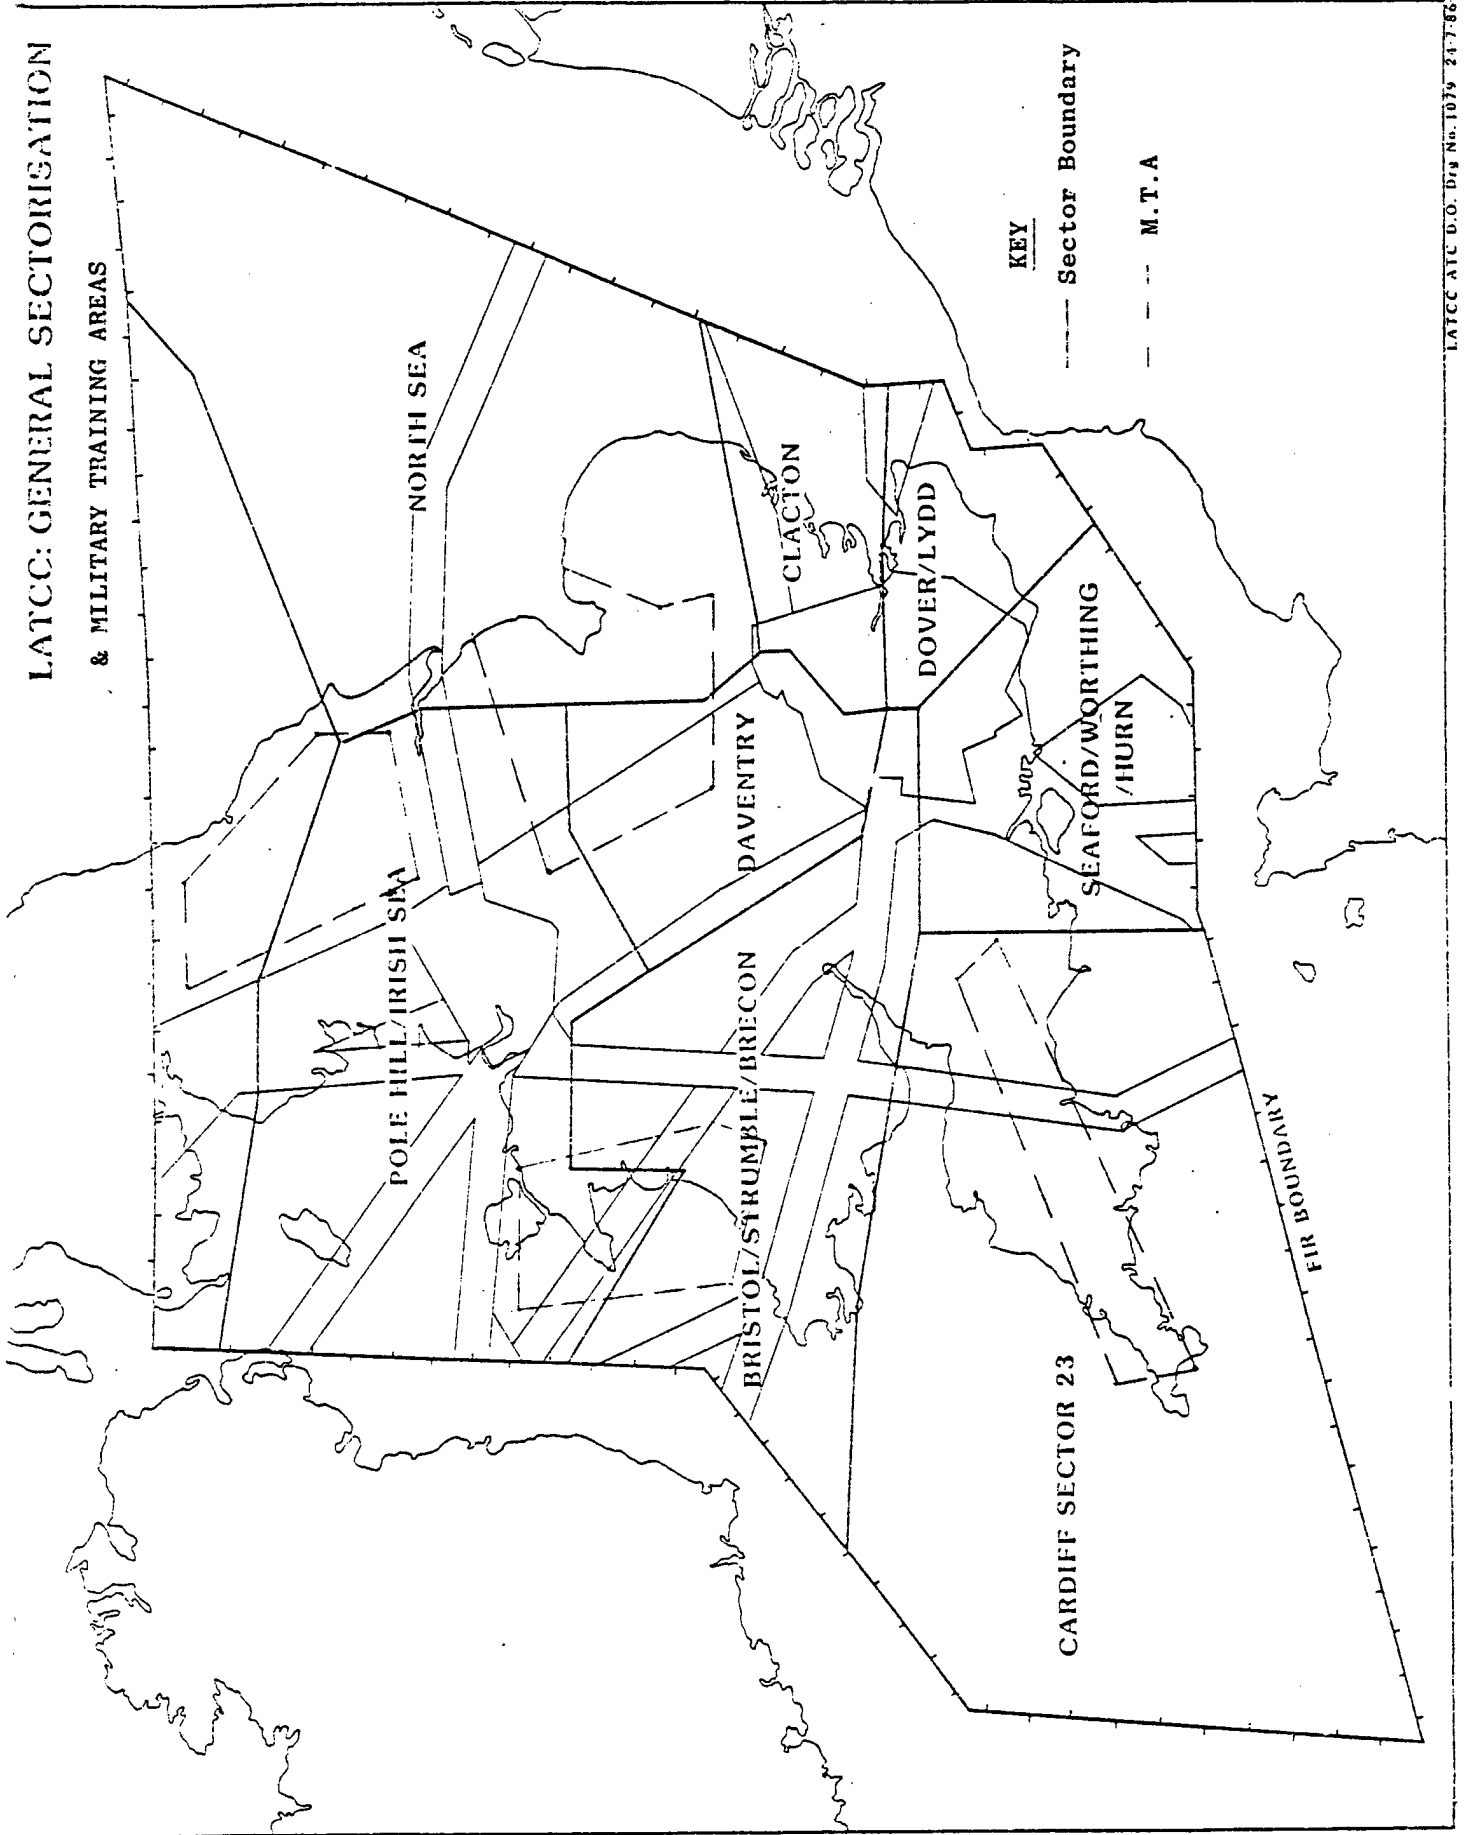 LATCC: GENERAL SECTORISATION
& MILITARY TRAINING AREAS
NORTH SEA
POLE HILL/IRISH SEA
CLACTON
DAVENTRY
DOVER/LYDD
BRISTOL/STRUMBLE/BRECON
SEAFORD/WORTHING
/HURN
CARDIFF SECTOR 23
FIR BOUNDARY
KEY
Sector Boundary
M.T.A
LATCC ATC D.O. Drg No. 1079 24·7·86